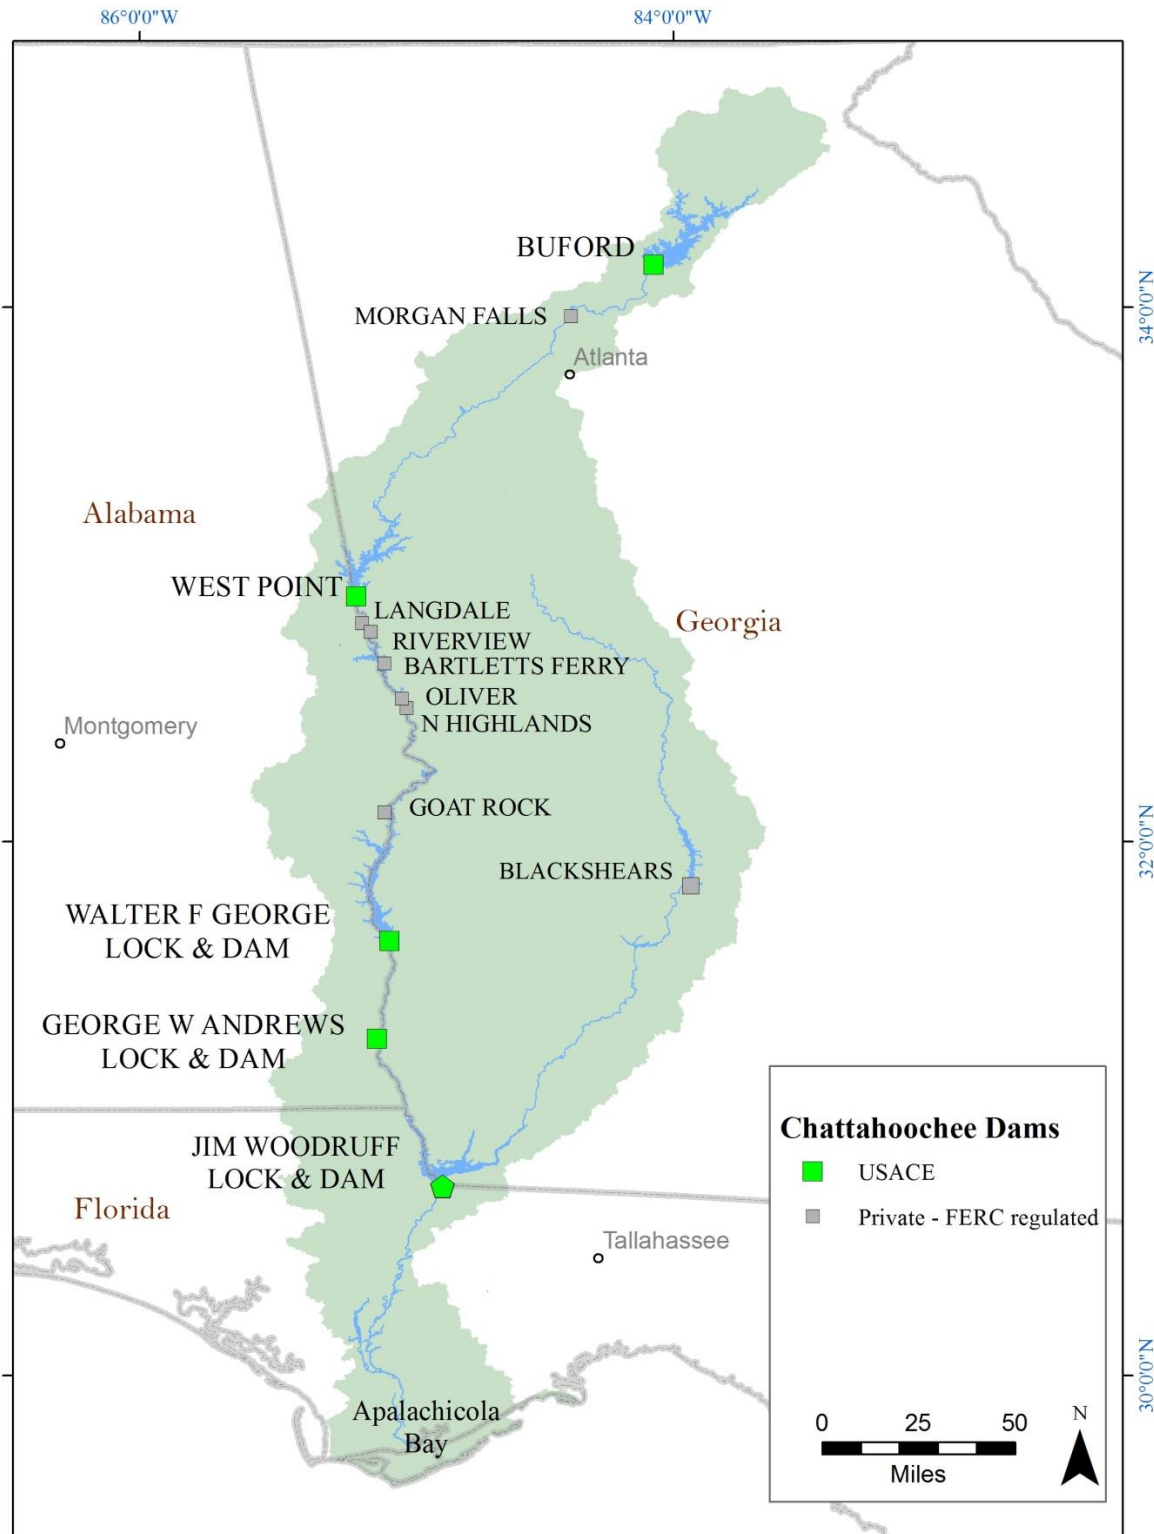 86°0'0"W
84°0'0"W
BUFORD
MORGAN FALLS
34°0'0"N
Atlanta
Alabama
WEST POINT
LANGDALE
Georgia
RIVERVIEW
BARTLETTS FERRY
OLIVER
N HIGHLANDS
Montgomery
GOAT ROCK
32°0'0"N
BLACKSHEARS
WALTER F GEORGE
LOCK & DAM
GEORGE W ANDREWS
LOCK & DAM
JIM WOODRUFF
LOCK & DAM
Florida
Tallahassee
Chattahoochee Dams
USACE
Private - FERC regulated
30°0'0"N
Apalachicola
Bay
0 25 50
Miles
N